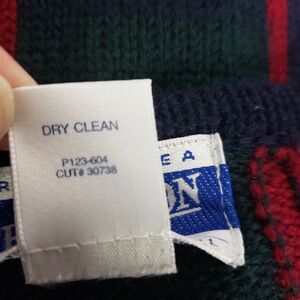 DRY CLEAN
P123-604
CUT# 30738
EA
ON